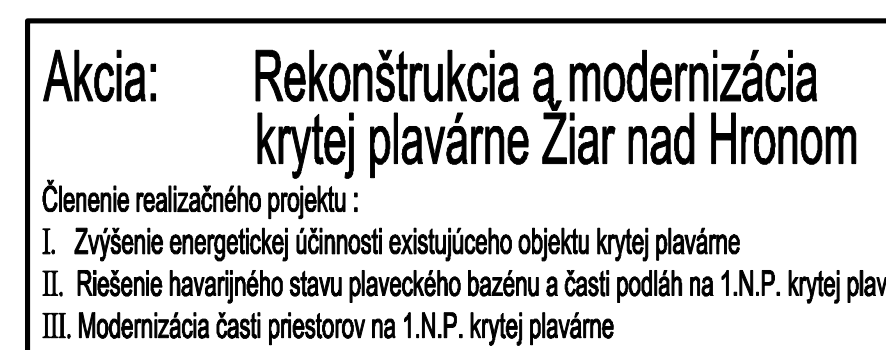 Akcia: Rekonštrukcia a modernizácia
krytej plavárne Žiar nad Hronom
Členenie realizačného projektu :
I. Zvýšenie energetickej účinnosti existujúceho objektu krytej plavárne
II. Riešenie havarijného stavu plaveckého bazénu a časti podláh na 1.N.P. krytej plav
III. Modernizácia časti priestorov na 1.N.P. krytej plavárne